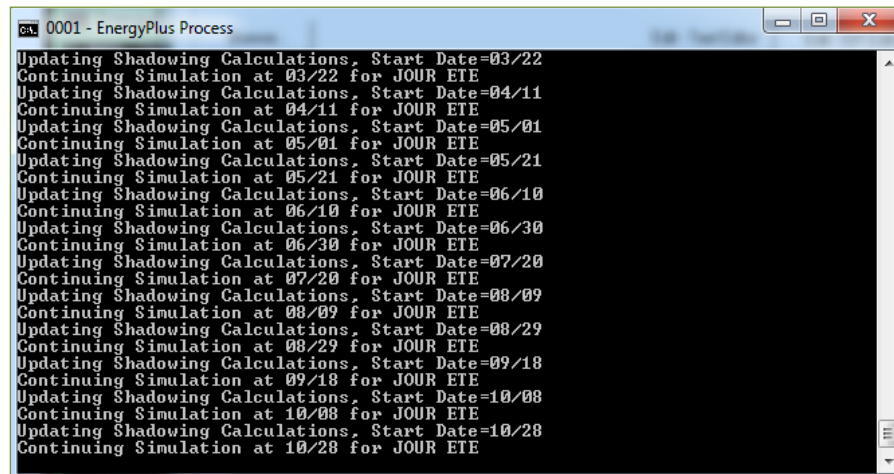 0001 - EnergyPlus Process
Updating Shadowing Calculations, Start Date=03/22
Continuing Simulation at 03/22 for JOUR ETE
Updating Shadowing Calculations, Start Date=04/11
Continuing Simulation at 04/11 for JOUR ETE
Updating Shadowing Calculations, Start Date=05/01
Continuing Simulation at 05/01 for JOUR ETE
Updating Shadowing Calculations, Start Date=05/21
Continuing Simulation at 05/21 for JOUR ETE
Updating Shadowing Calculations, Start Date=06/10
Continuing Simulation at 06/10 for JOUR ETE
Updating Shadowing Calculations, Start Date=06/30
Continuing Simulation at 06/30 for JOUR ETE
Updating Shadowing Calculations, Start Date=07/20
Continuing Simulation at 07/20 for JOUR ETE
Updating Shadowing Calculations, Start Date=08/09
Continuing Simulation at 08/09 for JOUR ETE
Updating Shadowing Calculations, Start Date=08/29
Continuing Simulation at 08/29 for JOUR ETE
Updating Shadowing Calculations, Start Date=09/18
Continuing Simulation at 09/18 for JOUR ETE
Updating Shadowing Calculations, Start Date=10/08
Continuing Simulation at 10/08 for JOUR ETE
Updating Shadowing Calculations, Start Date=10/28
Continuing Simulation at 10/28 for JOUR ETE